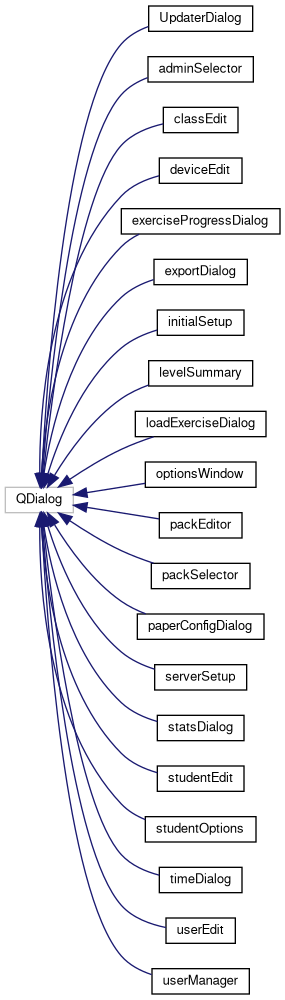 UpdaterDialog
adminSelector
classEdit
deviceEdit
exerciseProgressDialog
exportDialog
initialSetup
levelSummary
loadExerciseDialog
optionsWindow
QDialog
packEditor
packSelector
paperConfigDialog
serverSetup
statsDialog
studentEdit
studentOptions
timeDialog
userEdit
userManager